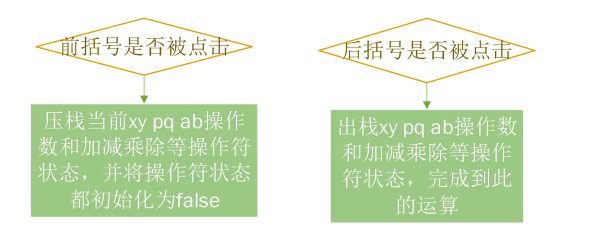 前括号是否被点击
压栈当前xy pq ab操作
数和加减乘除等操作符
状态，并将操作符状态
都初始化为false
后括号是否被点击
出栈xy pq ab操作数
和加减乘除等操作
符状态，完成到此
的运算